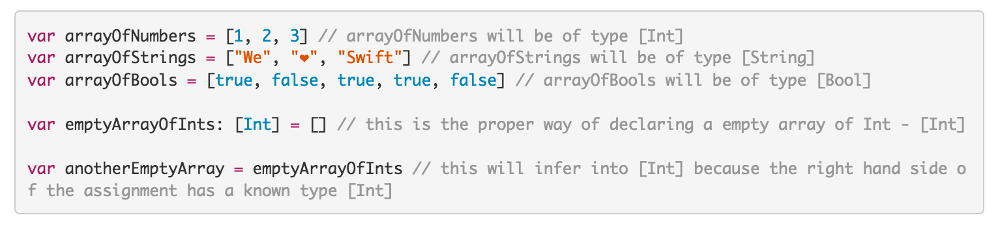 var arrayOfNumbers = [1, 2, 3] // arrayOfNumbers will be of type [Int]
var arrayOfStrings = ["We", "❤", "Swift"] // arrayOfStrings will be of type [String]
var arrayOfBools = [true, false, true, true, false] // arrayOfBools will be of type [Bool]
var emptyArrayOfInts: [Int] = [] // this is the proper way of declaring a empty array of Int - [Int]
var anotherEmptyArray = emptyArrayOfInts // this will infer into [Int] because the right hand side o
f the assignment has a known type [Int]